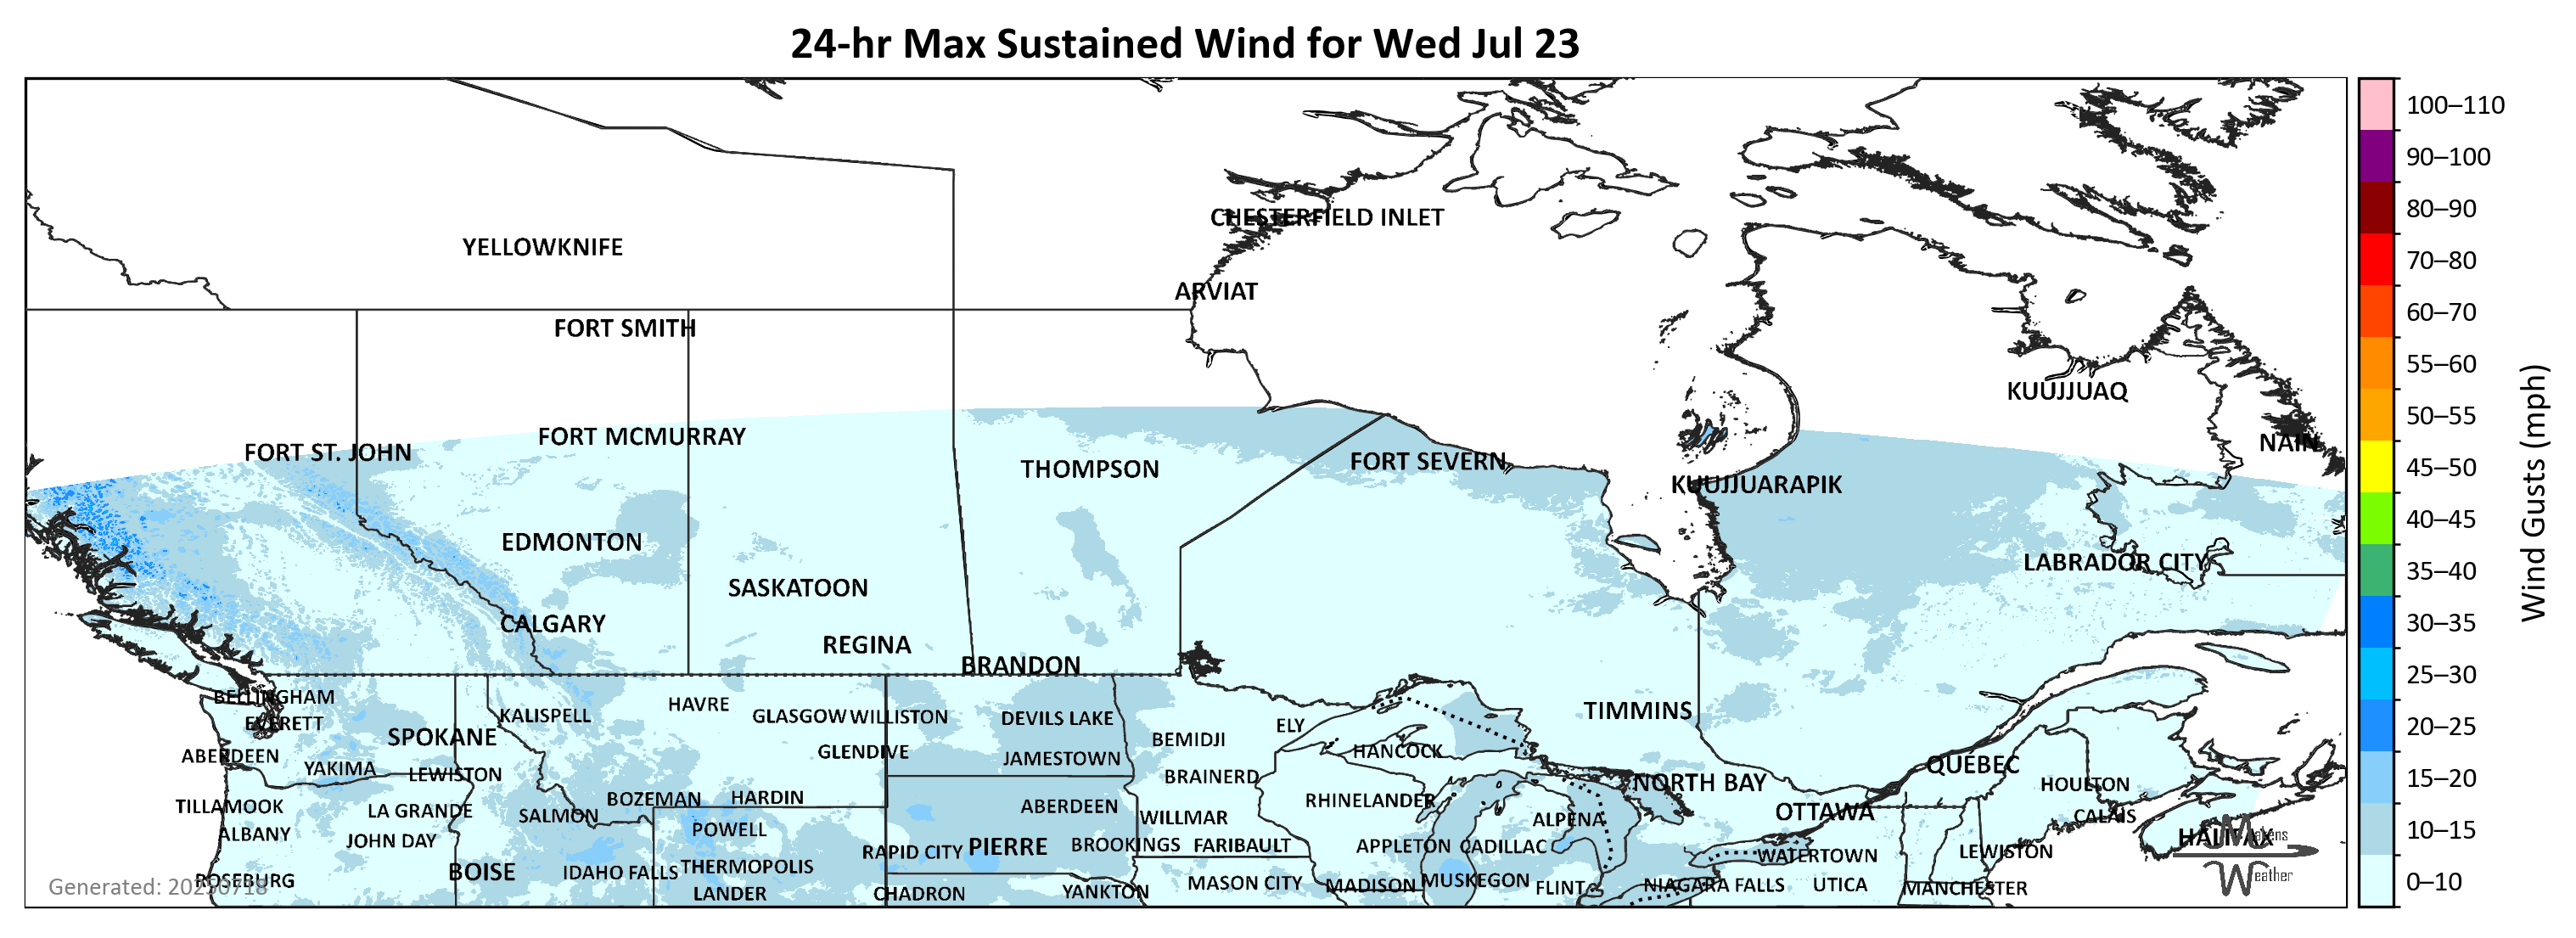 24-hr Max Sustained Wind for Wed Jul 23
100–110
90–100
80–90
70–80
60–70
55–60
50–55
45–50
40–45
35–40
30–35
25–30
20–25
15–20
10–15
0–10
Wind Gusts (mph)
CHESTERFIELD INLET
YELLOWKNIFE
ARVIAT
FORT SMITH
KUUJJUAQ
FORT MCMURRAY
NAIN
FORT ST. JOHN
FORT SEVERN
THOMPSON
KUUJJUARAPIK
EDMONTON
LABRADOR CITY
SASKATOON
CALGARY
REGINA
BRANDON
BELLINGHAM
HAVRE
TIMMINS
KALISPELL
GLASGOW
WILLISTON
DEVILS LAKE
EVERETT
ELY
SPOKANE
BEMIDJI
GLENDIVE
HANCOCK
ABERDEEN
JAMESTOWN
QUÉBEC
YAKIMA
LEWISTON
BRAINERD
NORTH BAY
HOULTON
BOZEMAN
HARDIN
RHINELANDER
TILLAMOOK
ABERDEEN
LA GRANDE
OTTAWA
SALMON
CALAIS
WILLMAR
ALPENA
POWELL
ALBANY
HALIFAX
Makens
JOHN DAY
PIERRE
BROOKINGS
FARIBAULT
APPLETON
CADILLAC
RAPID CITY
LEWISTON
WATERTOWN
THERMOPOLIS
BOISE
IDAHO FALLS
Weather
ROSEBURG
MUSKEGON
MASON CITY
MADISON
NIAGARA FALLS
UTICA
Generated: 20250718
FLINT
MANCHESTER
YANKTON
LANDER
CHADRON